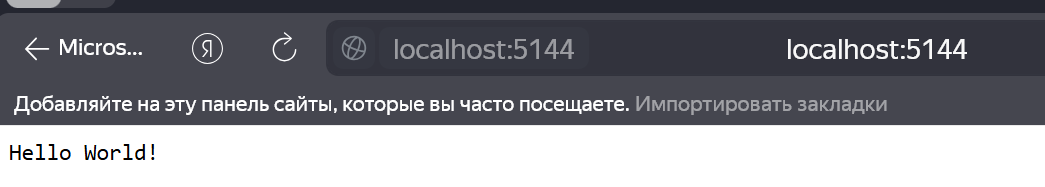 Micros... Я localhost:5144 localhost:5144
Добавляйте на эту панель сайты, которые вы часто посещаете. Импортировать закладки
Hello World!